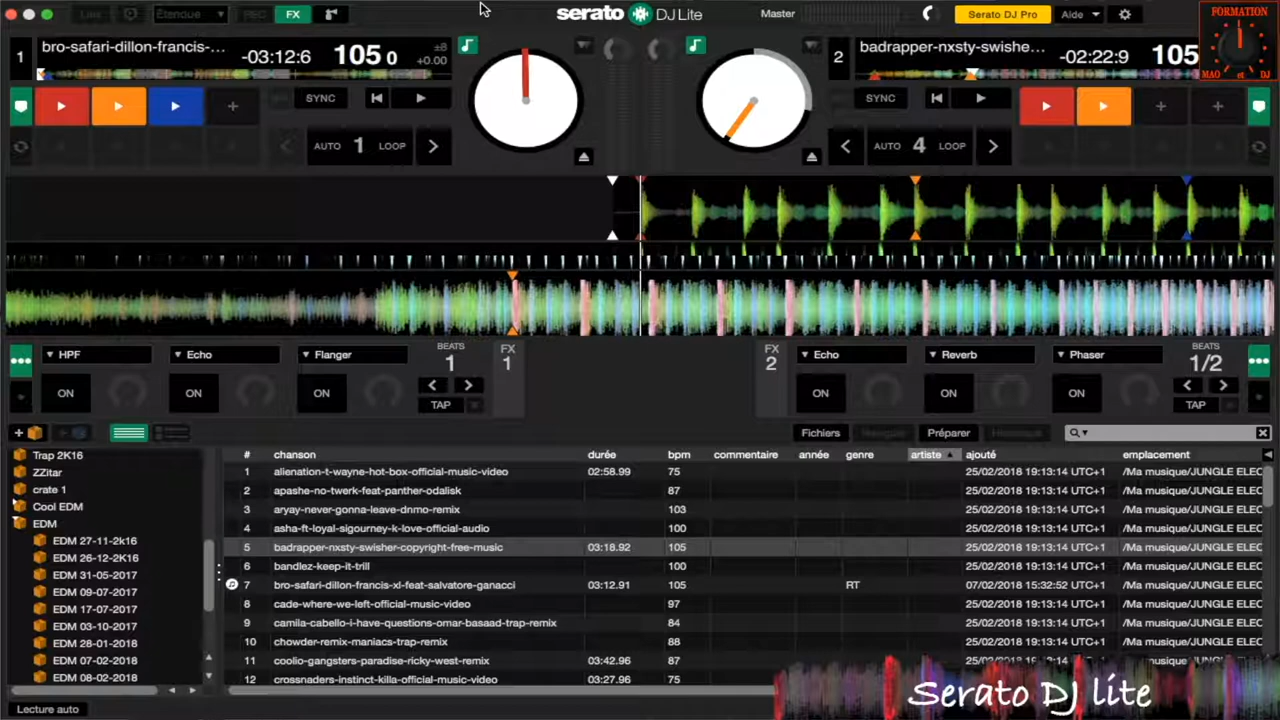 Étendue REC FX serato DJ Lite Master Serato DJ Pro Aide
FORMATION
MAO et DJ
1 bro-safari-dillon-francis-... -03:12:6 105 0 ±8 +0.00
2 badrapper-nxsty-swishe... -02:22:9 105
SYNC
AUTO 1 LOOP
SYNC
AUTO 4 LOOP
HPF Echo Flanger BEATS 1 FX 1
ON ON ON TAP
FX 2 Echo Reverb Phaser BEATS 1/2
ON ON ON TAP
Fichiers Préparer
Trap 2K16
ZZitar
crate 1
Cool EDM
EDM
EDM 27-11-2k16
EDM 26-12-2K16
EDM 31-05-2017
EDM 09-07-2017
EDM 17-07-2017
EDM 03-10-2017
EDM 28-01-2018
EDM 07-02-2018
EDM 08-02-2018
# chanson durée bpm commentaire année genre artiste ajouté emplacement
1 alienation-t-wayne-hot-box-official-music-video 02:58.99 75 25/02/2018 19:13:14 UTC+1 /Ma musique/JUNGLE ELEC
2 apashe-no-twerk-feat-panther-odalisk 87 25/02/2018 19:13:14 UTC+1 /Ma musique/JUNGLE ELEC
3 aryay-never-gonna-leave-dnmo-remix 103 25/02/2018 19:13:14 UTC+1 /Ma musique/JUNGLE ELEC
4 asha-ft-loyal-sigourney-k-love-official-audio 100 25/02/2018 19:13:14 UTC+1 /Ma musique/JUNGLE ELEC
5 badrapper-nxsty-swisher-copyright-free-music 03:18.92 105 25/02/2018 19:13:14 UTC+1 /Ma musique/JUNGLE ELEC
6 bandlez-keep-it-trill 100 25/02/2018 19:13:14 UTC+1 /Ma musique/JUNGLE ELEC
7 bro-safari-dillon-francis-xl-feat-salvatore-ganacci 03:12.91 105 RT 07/02/2018 15:32:52 UTC+1 /Ma musique/JUNGLE ELEC
8 cade-where-we-left-official-music-video 97 25/02/2018 19:13:14 UTC+1 /Ma musique/JUNGLE ELEC
9 camila-cabello-i-have-questions-omar-basaad-trap-remix 84 25/02/2018 19:13:14 UTC+1 /Ma musique/JUNGLE ELEC
10 chowder-remix-maniacs-trap-remix 88 25/02/2018 19:13:14 UTC+1 /Ma musique/JUNGLE ELEC
11 coolio-gangsters-paradise-ricky-west-remix 03:42.96 87 25/02/2018
12 crossnaders-instinct-killa-official-music-video 03:27.96 75
Serato DJ lite
Lecture auto